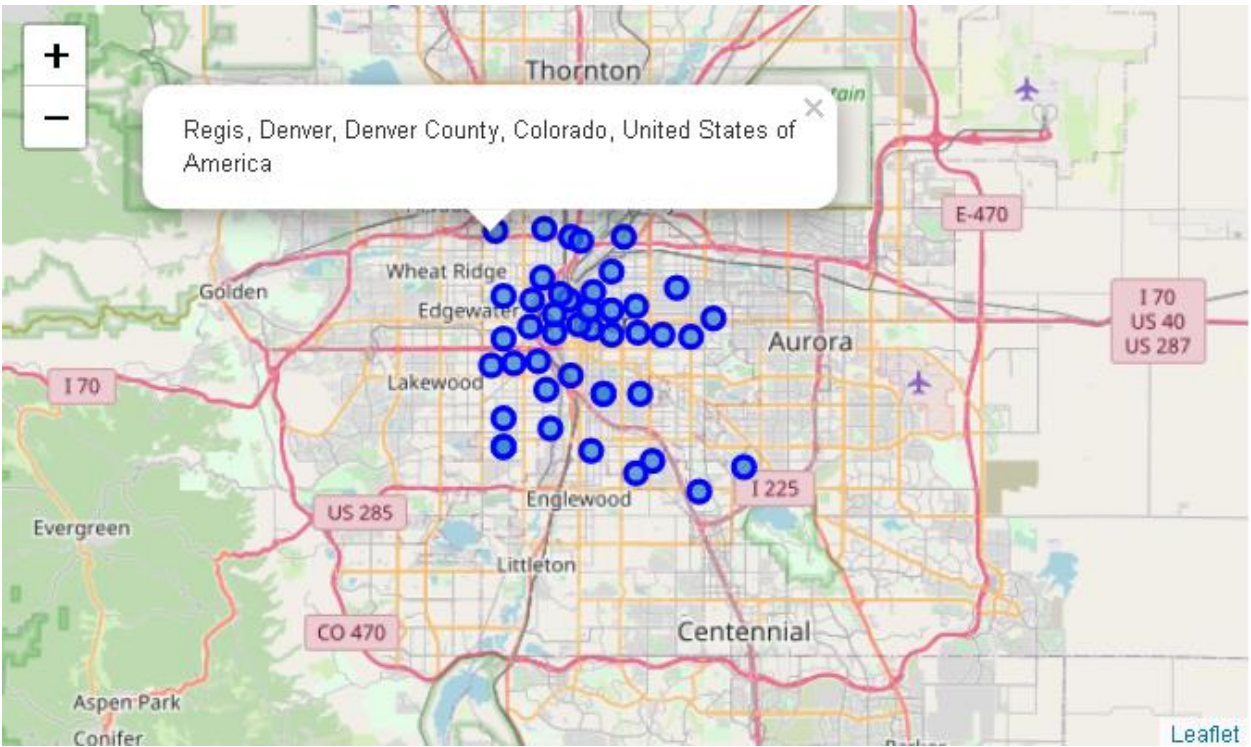 +
−
Thornton
tain
×
Regis, Denver, Denver County, Colorado, United States of
America
E-470
Wheat Ridge
Golden
I 70
US 40
US 287
Edgewater
Aurora
I 70
Lakewood
I 225
Englewood
US 285
Evergreen
Littleton
CO 470
Centennial
Aspen Park
Conifer
Leaflet